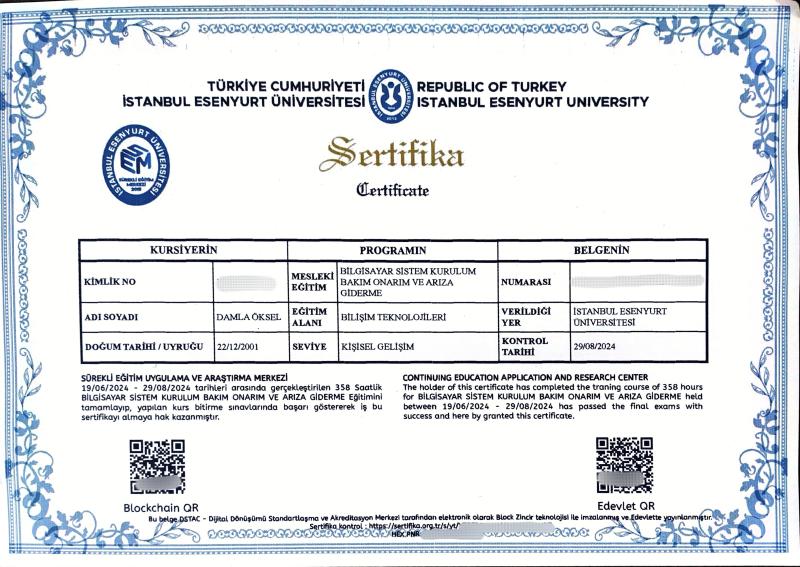 TÜRKİYE CUMHURİYETİ
İSTANBUL ESENYURT ÜNİVERSİTESİ
REPUBLIC OF TURKEY
ISTANBUL ESENYURT UNIVERSITY
İSTANBUL ESENYURT ÜNİVERSİTESİ
SEM
SÜREKLİ EĞİTİM
MERKEZİ
Sertifika
Certificate
KURSİYERİN PROGRAMIN BELGENİN
KİMLİK NO
MESLEKİ
EĞİTİM
BİLGİSAYAR SİSTEM KURULUM
BAKIM ONARIM VE ARIZA
GİDERME
NUMARASI
ADI SOYADI
DAMLA ÖKSEL
EĞİTİM
ALANI
BİLİŞİM TEKNOLOJİLERİ
VERİLDİĞİ
YER
İSTANBUL ESENYURT
ÜNİVERSİTESİ
DOĞUM TARİHİ / UYRUĞU
22/12/2001
SEVİYE
KİŞİSEL GELİŞİM
KONTROL
TARİHİ
29/08/2024
SÜREKLİ EĞİTİM UYGULAMA VE ARAŞTIRMA MERKEZİ
19/06/2024 - 29/08/2024 tarihleri arasında gerçekleştirilen 358 Saatlik
BİLGİSAYAR SİSTEM KURULUM BAKIM ONARIM VE ARIZA GİDERME Eğitimini
tamamlayıp, yapılan kurs bitirme sınavlarında başarı göstererek iş bu
sertifikayı almaya hak kazanmıştır.
CONTINUING EDUCATION APPLICATION AND RESEARCH CENTER
The holder of this certificate has completed the traning course of 358 hours
for BİLGİSAYAR SİSTEM KURULUM BAKIM ONARIM VE ARIZA GİDERME held
between 19/06/2024 - 29/08/2024 has passed the final exams with
success and here by granted this certificate.
Blockchain QR
Edevlet QR
Bu belge DSTAC - Dijital Dönüşümü Standartlaşma ve Akreditasyon Merkezi tarafından elektronik olarak Block Zincir teknolojisi ile imzalanmış ve Edevlette yayınlanmıştır.
Sertifika kontrol : https://sertifika.org.tr/s/yt/
HEX PNR